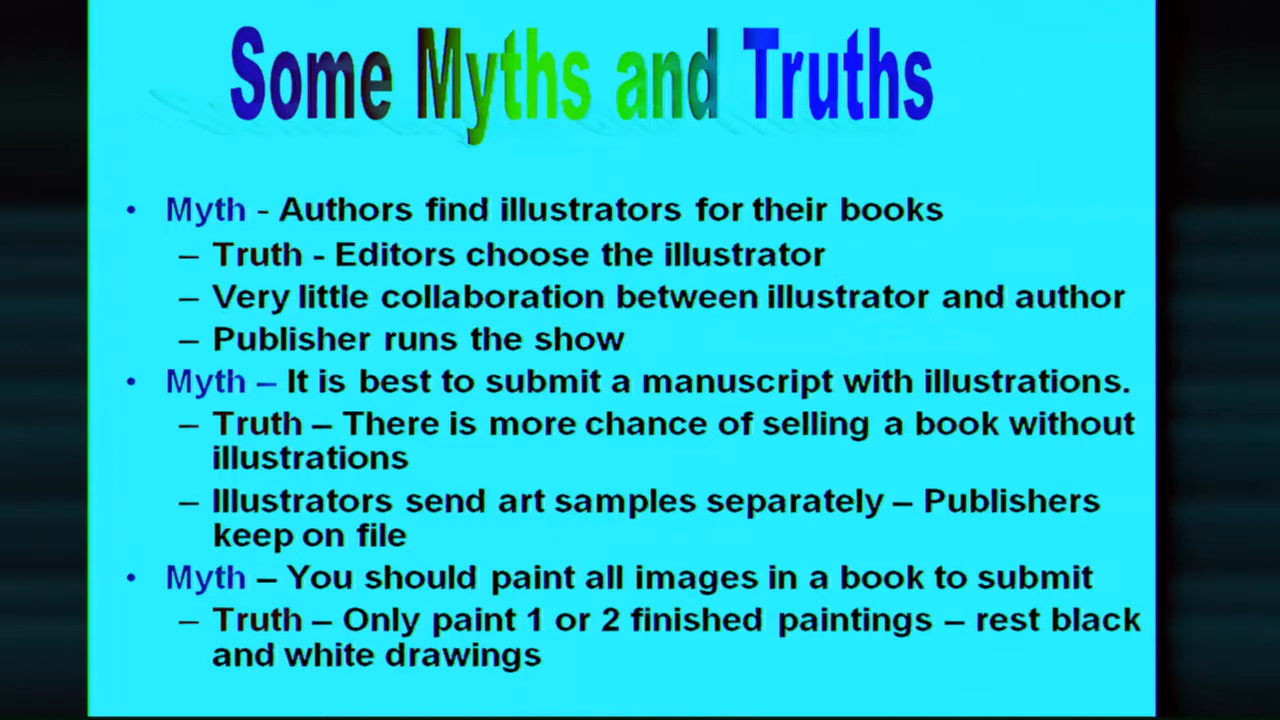 Some Myths and Truths
• Myth - Authors find illustrators for their books
– Truth - Editors choose the illustrator
– Very little collaboration between illustrator and author
– Publisher runs the show
• Myth – It is best to submit a manuscript with illustrations.
– Truth – There is more chance of selling a book without
illustrations
– Illustrators send art samples separately – Publishers
keep on file
• Myth – You should paint all images in a book to submit
– Truth – Only paint 1 or 2 finished paintings – rest black
and white drawings